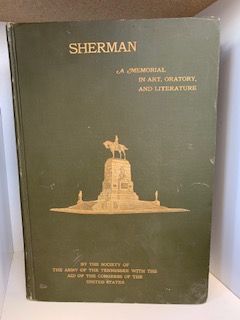 SHERMAN
A MEMORIAL
IN ART, ORATORY,
AND LITERATURE
BY THE SOCIETY OF
THE ARMY OF THE TENNESSEE WITH THE
AID OF THE CONGRESS OF THE
UNITED STATES